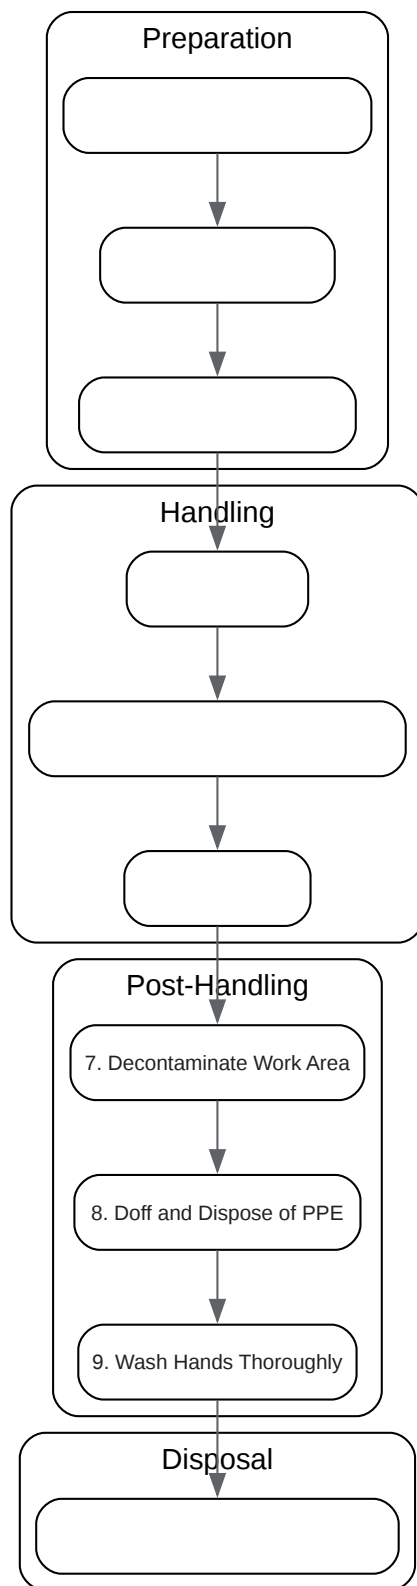 Preparation
Handling
Post-Handling
7. Decontaminate Work Area
8. Doff and Dispose of PPE
9. Wash Hands Thoroughly
Disposal